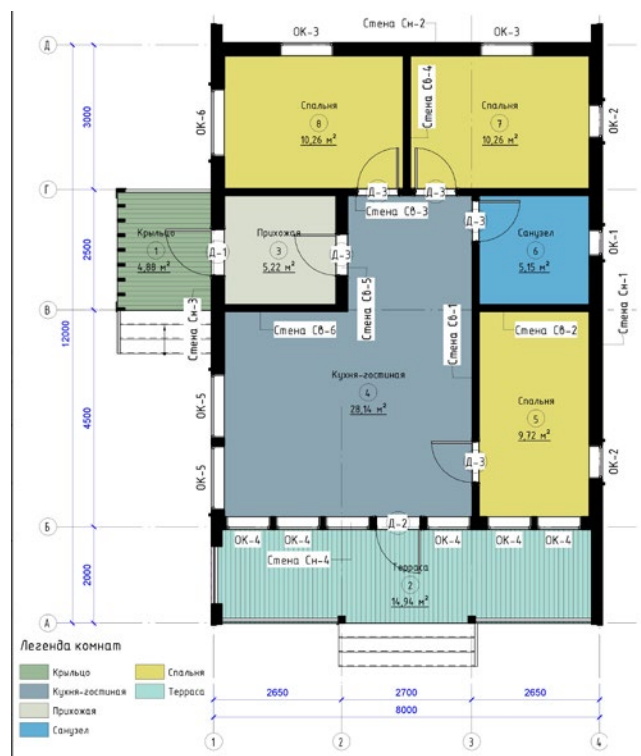 Стена Сн-2
ОК-3
ОК-3
Д
Стена Св-4
ОК-6
Спальня
8
10,26 м²
Спальня
7
10,26 м²
ОК-2
3000
Г
Д-3
Д-3
Стена Св-3
Д-3
Крыльцо
1
4,88 м²
Д-1
Прихожая
3
5,22 м²
Д-3
Санузел
6
5,15 м²
ОК-1
2500
Стена Сн-3
Стена Св-5
Стена Св-1
Стена Сн-1
В
12000
Стена Св-6
Стена Св-2
Кухня-гостиная
4
28,14 м²
Спальня
5
9,72 м²
4500
ОК-5
ОК-5
Д-3
ОК-2
Б
Д-2
ОК-4
ОК-4
ОК-4
ОК-4
ОК-4
Стена Сн-4
Терраса
2
14,94 м²
2000
А
Легенда комнат
Крыльцо
Спальня
Кухня-гостиная
Терраса
Прихожая
Санузел
2650
2700
2650
8000
1
2
3
4